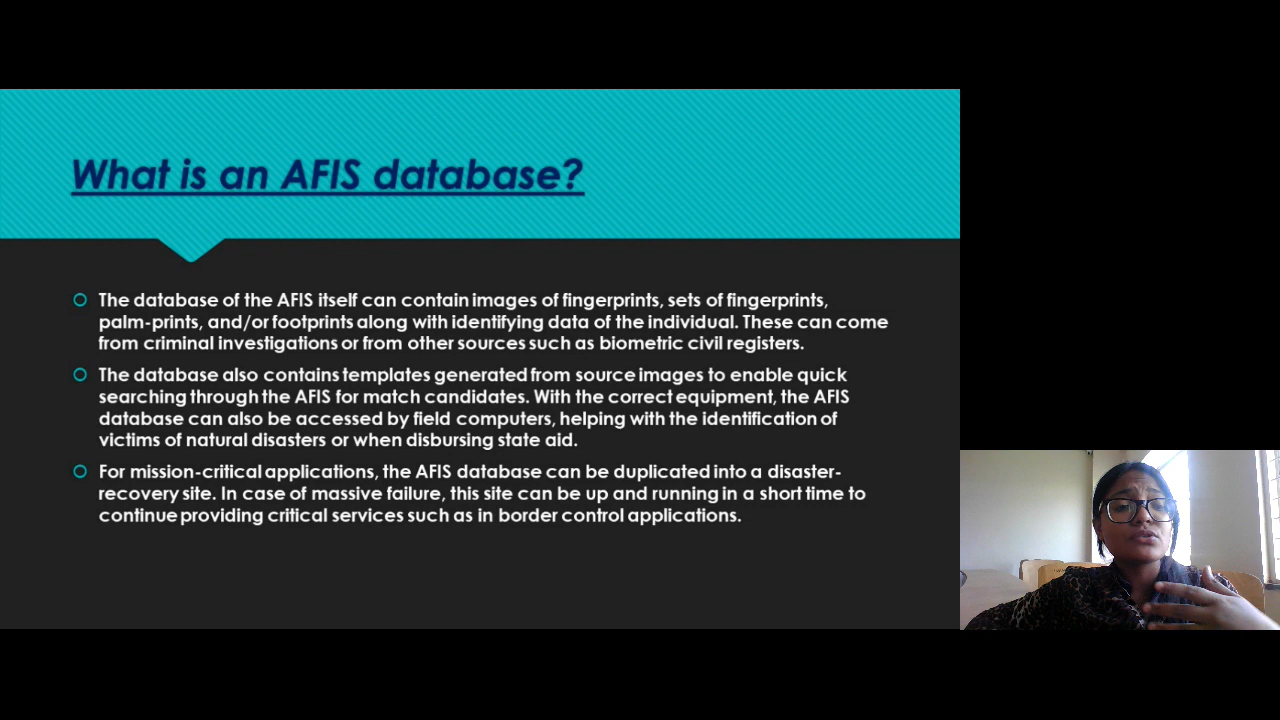 What is an AFIS database?
The database of the AFIS itself can contain images of fingerprints, sets of fingerprints,
palm-prints, and/or footprints along with identifying data of the individual. These can come
from criminal investigations or from other sources such as biometric civil registers.
The database also contains templates generated from source images to enable quick
searching through the AFIS for match candidates. With the correct equipment, the AFIS
database can also be accessed by field computers, helping with the identification of
victims of natural disasters or when disbursing state aid.
For mission-critical applications, the AFIS database can be duplicated into a disaster-
recovery site. In case of massive failure, this site can be up and running in a short time to
continue providing critical services such as in border control applications.